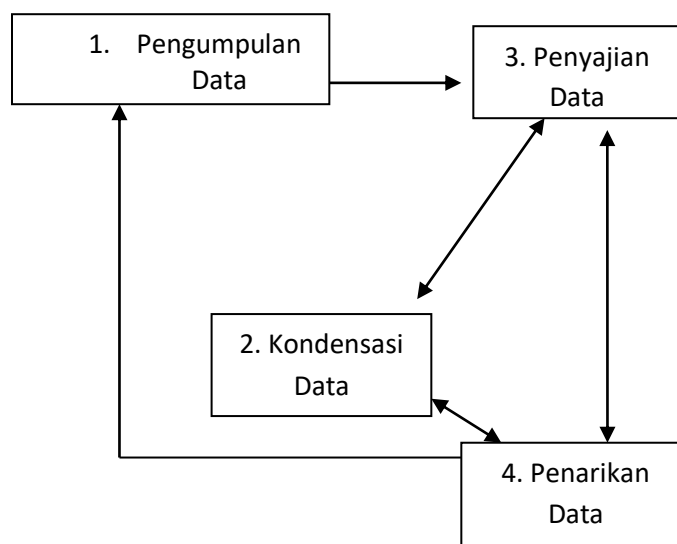 1. Pengumpulan
Data
3. Penyajian
Data
2. Kondensasi
Data
4. Penarikan
Data